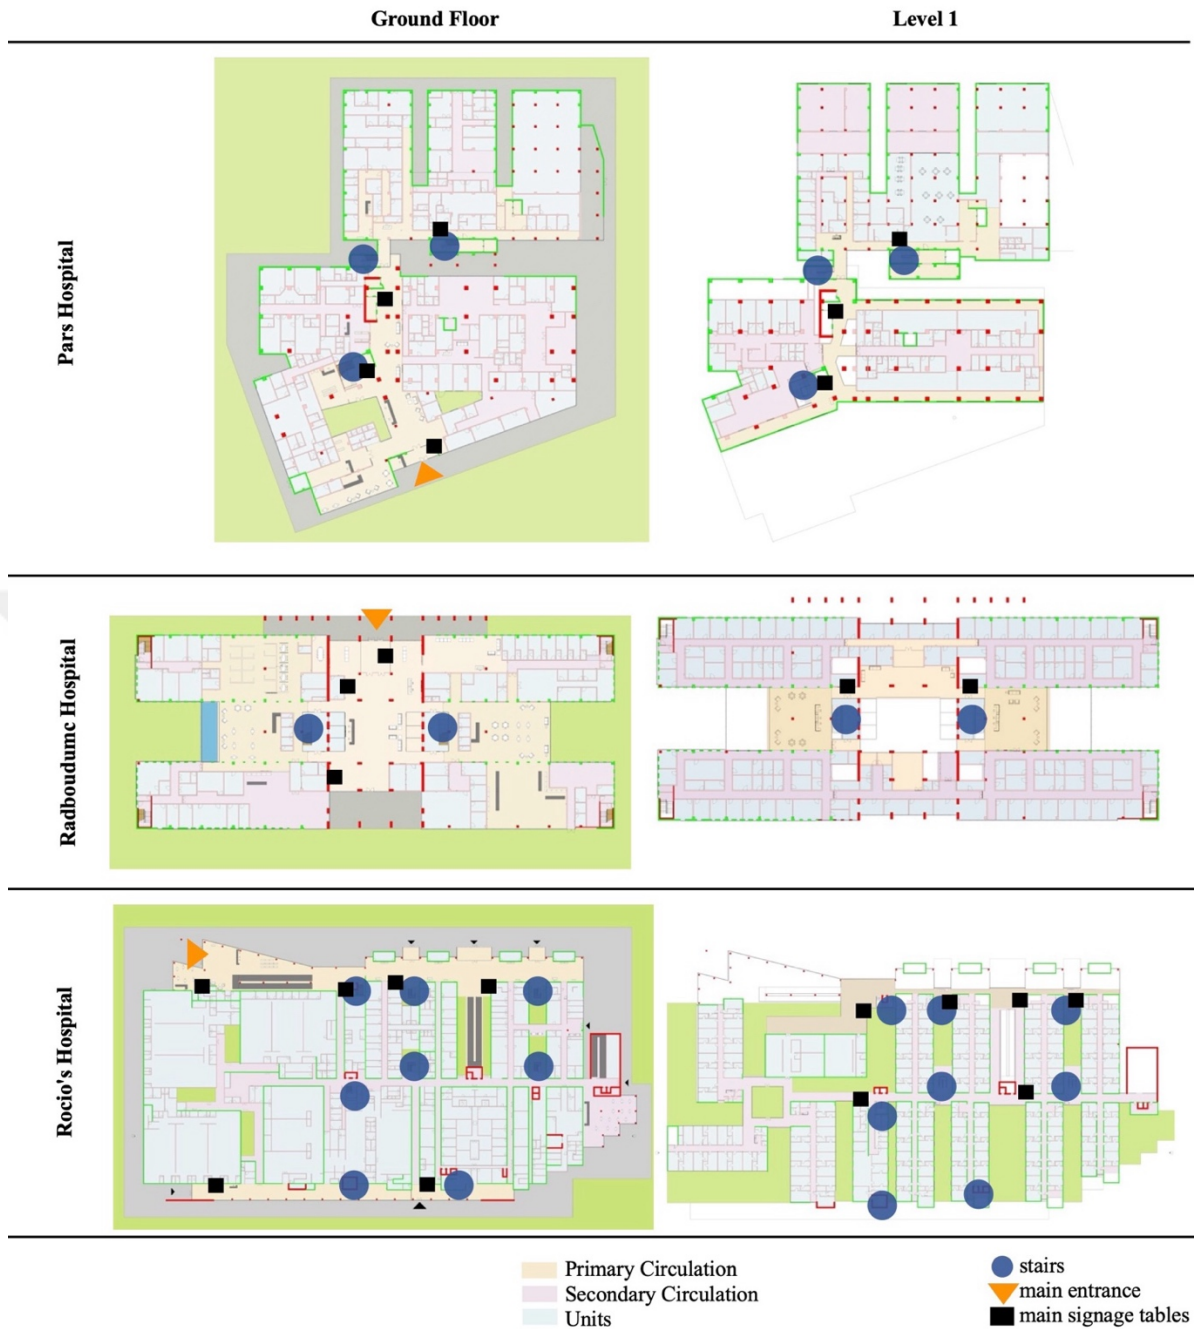 Ground Floor
Level 1
Pars Hospital
Radboudumc Hospital
Rocio's Hospital
Primary Circulation
Secondary Circulation
Units
stairs
main entrance
main signage tables